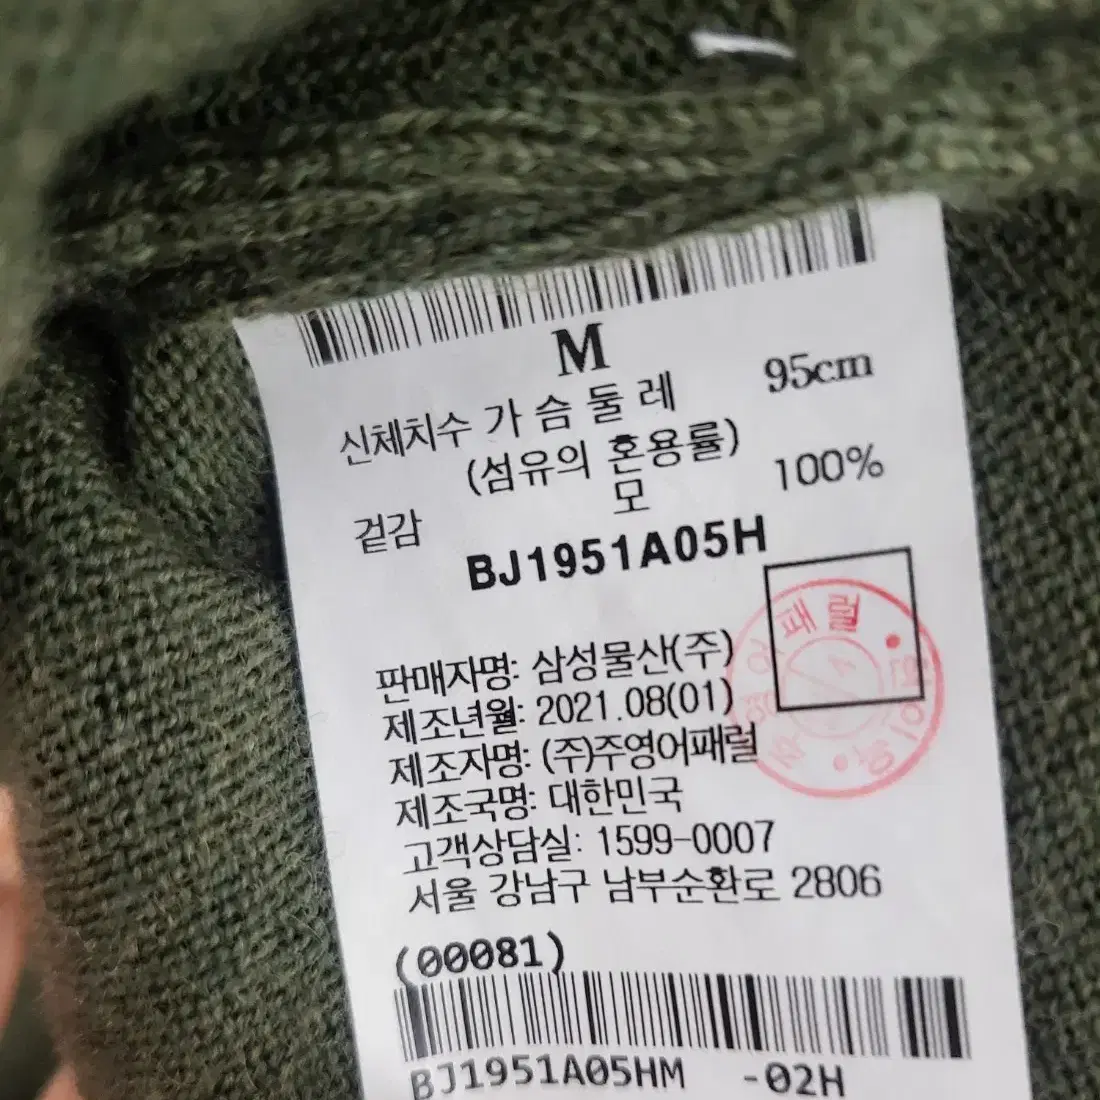 M
신체치수 가 슴 둘 레 95cm
(섬유의 혼용률)
겉감 모 100%
BJ1951A05H
판매자명: 삼성물산(주)
제조년월: 2021.08(01)
제조자명: (주)주영어패럴
제조국명: 대한민국
고객상담실: 1599-0007
서울 강남구 남부순환로 2806
(00081)
BJ1951A05HM -02H
패럴